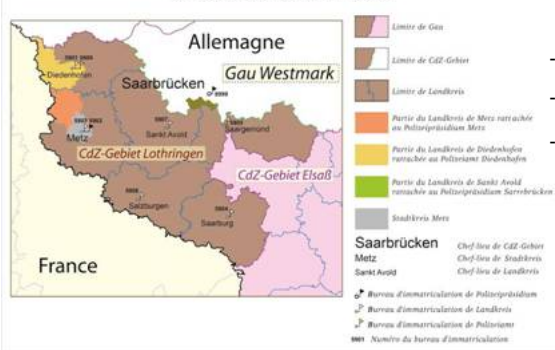 Allemagne
Saarbrücken
Gau Westmark
Diedenhofen
Metz
Sankt Avold
Saargemünd
CdZ-Gebiet Lothringen
CdZ-Gebiet Elsaß
Salzburgen
Saarburg
France
Limite de Gau
Limite de CdZ-Gebiet
Limite de Landkreis
Partie du Landkreis de Metz rattachée
au Polizeipräsidium Metz
Partie du Landkreis de Diedenhofen
rattachée au Polizeiamt Diedenhofen
Partie du Landkreis de Sankt Avold
rattachée au Polizeipräsidium Sarrebrücken
Stadtkreis Metz
Saarbrücken Chef-lieu de CdZ-Gebiet
Metz Chef-lieu de Stadtkreis
Sankt Avold Chef-lieu de Landkreis
Bureau d'immatriculation de Polizeipräsidium
Bureau d'immatriculation de Landkreis
Bureau d'immatriculation de Polizeiamt
5901 Numéro du bureau d'immatriculation